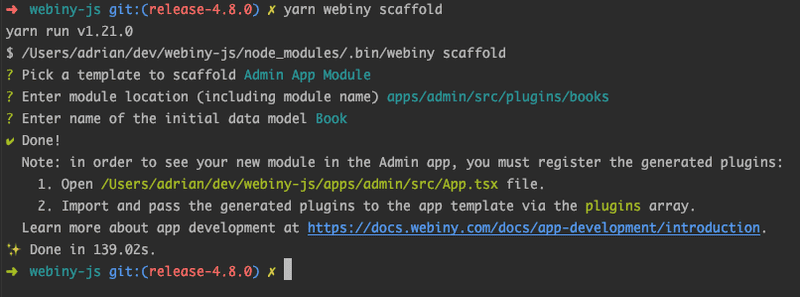 ➜ webiny-js git:(release-4.8.0) ✗ yarn webiny scaffold
yarn run v1.21.0
$ /Users/adrian/dev/webiny-js/node_modules/.bin/webiny scaffold
? Pick a template to scaffold Admin App Module
? Enter module location (including module name) apps/admin/src/plugins/books
? Enter name of the initial data model Book
✔ Done!
Note: in order to see your new module in the Admin app, you must register the generated plugins:
1. Open /Users/adrian/dev/webiny-js/apps/admin/src/App.tsx file.
2. Import and pass the generated plugins to the app template via the plugins array.
Learn more about app development at https://docs.webiny.com/docs/app-development/introduction.
✨ Done in 139.02s.
➜ webiny-js git:(release-4.8.0) ✗